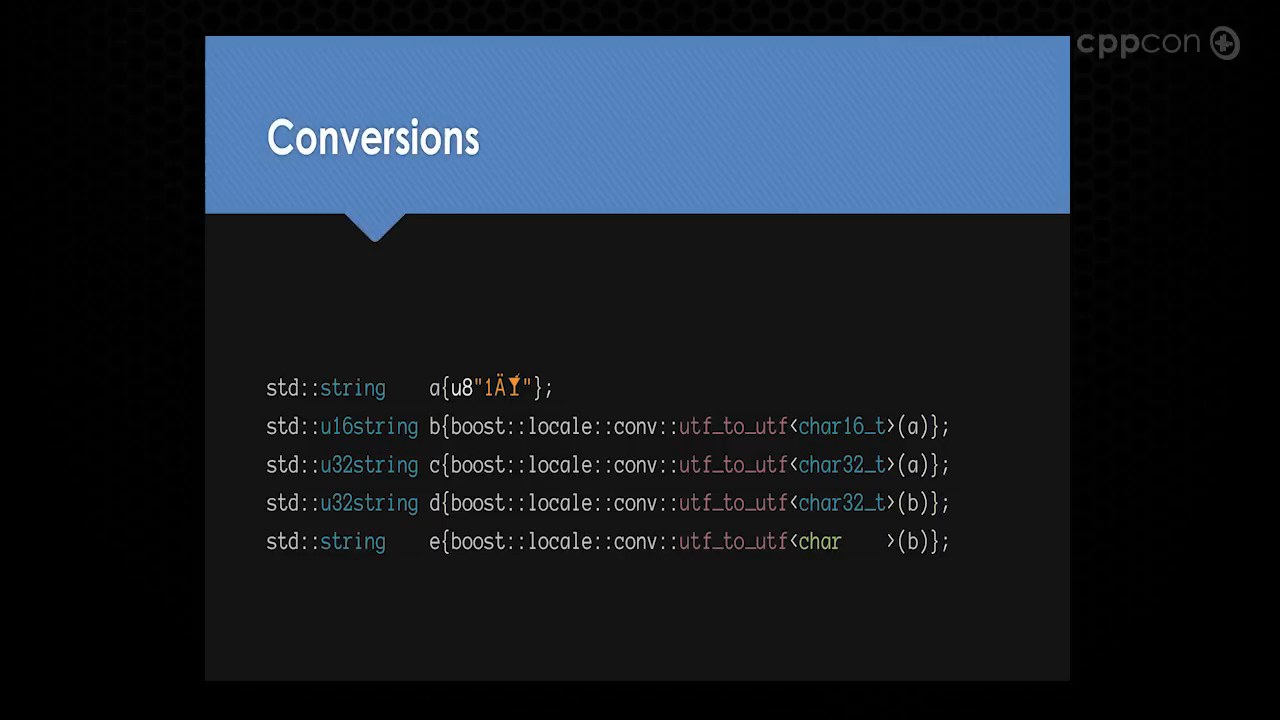 cppcon
Conversions
std::string    a{u8"1Ä🍸"};
std::u16string b{boost::locale::conv::utf_to_utf<char16_t>(a)};
std::u32string c{boost::locale::conv::utf_to_utf<char32_t>(a)};
std::u32string d{boost::locale::conv::utf_to_utf<char32_t>(b)};
std::string    e{boost::locale::conv::utf_to_utf<char    >(b)};